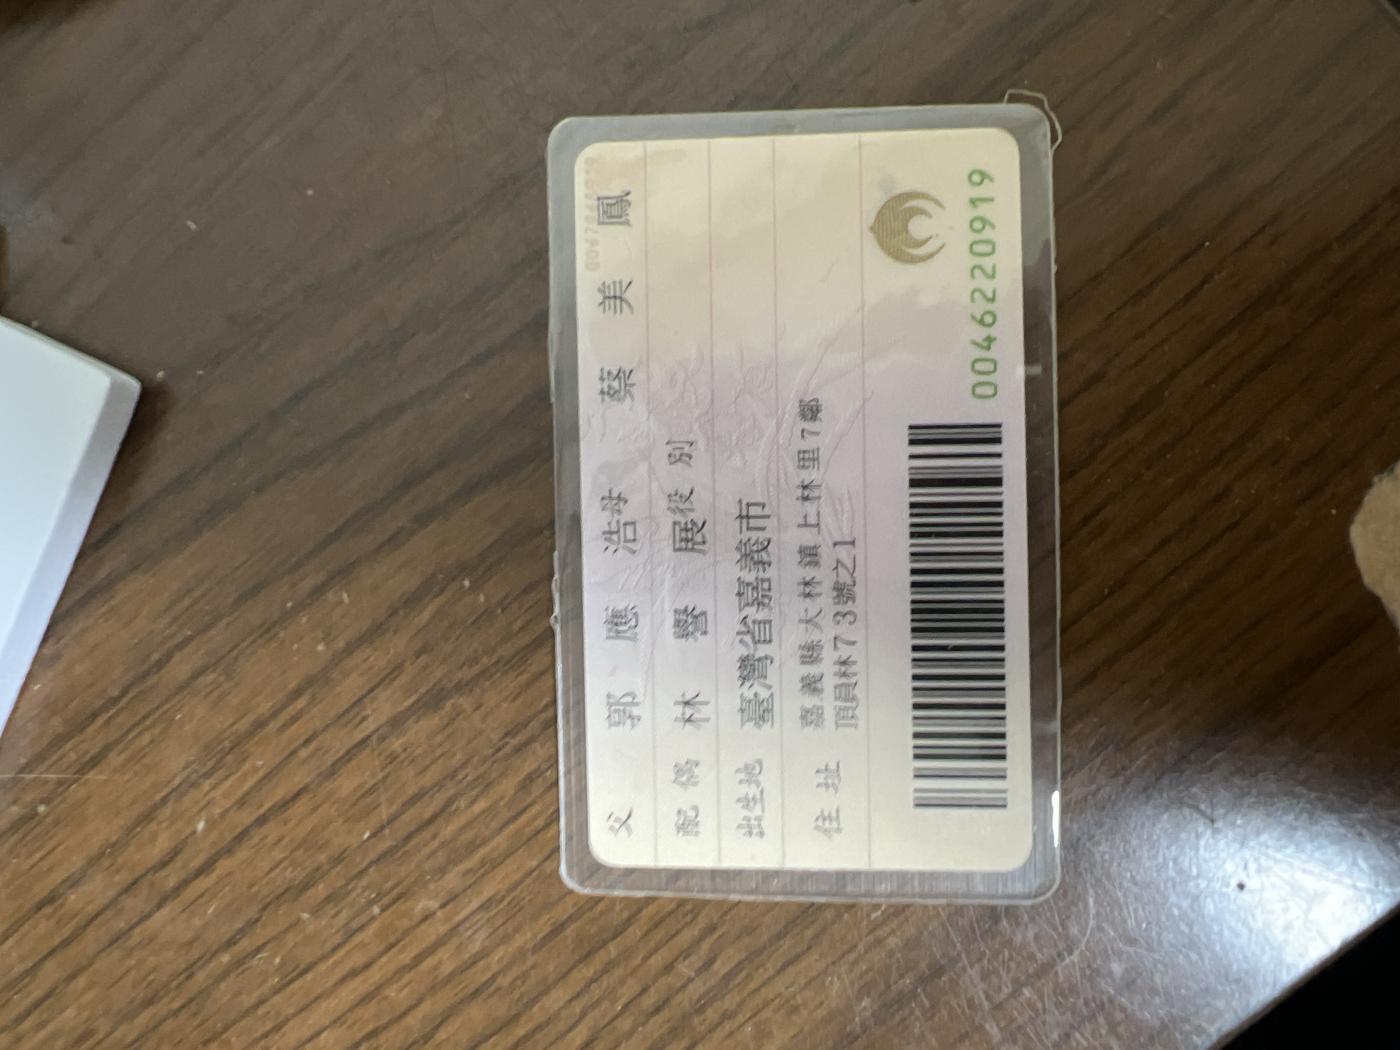 父 郭應浩 母 蔡美鳳
配偶 林譽展 役別
出生地 臺灣省嘉義市
住址 嘉義縣大林鎮上林里7鄰
頂員林73號之1
0046220919